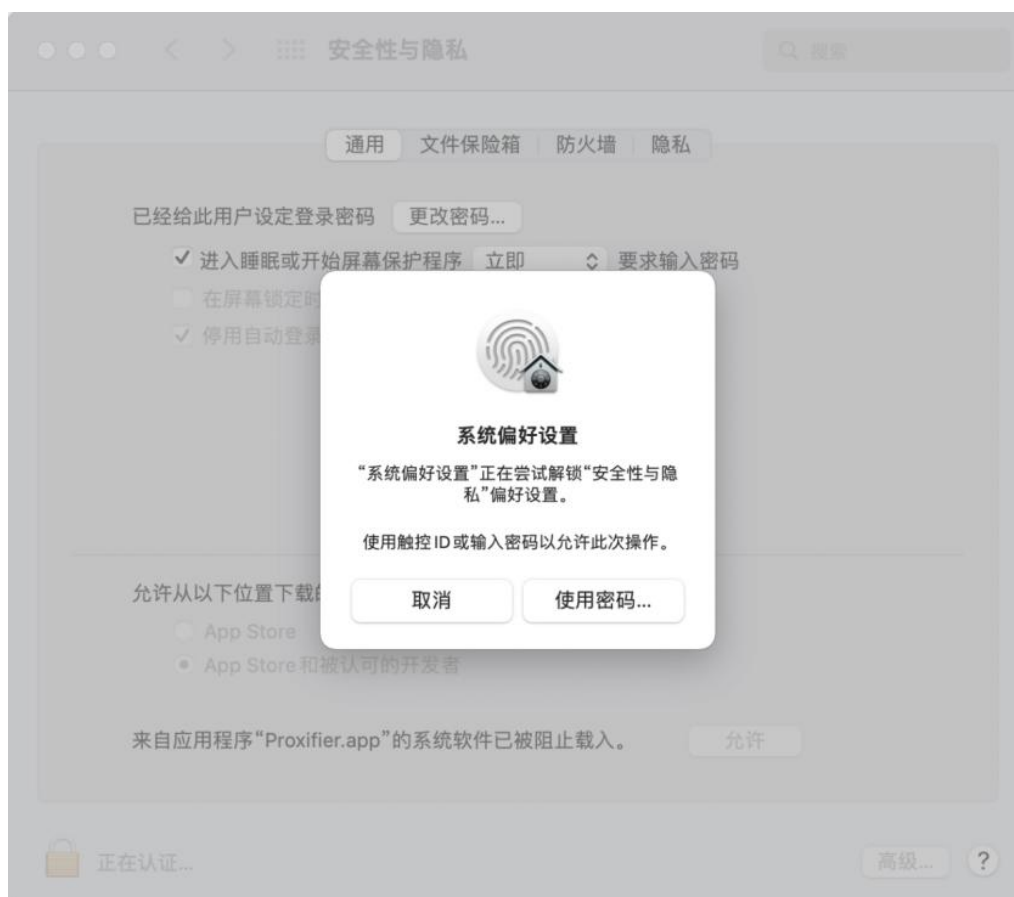 安全性与隐私
搜索
通用 文件保险箱 防火墙 隐私
已经给此用户设定登录密码 更改密码...
进入睡眠或开始屏幕保护程序 立即 要求输入密码
在屏幕锁定时
停用自动登录
系统偏好设置
“系统偏好设置”正在尝试解锁“安全性与隐
私”偏好设置。
使用触控 ID 或输入密码以允许此次操作。
取消 使用密码...
允许从以下位置下载的
App Store
App Store 和被认可的开发者
来自应用程序“Proxifier.app”的系统软件已被阻止载入。 允许
正在认证... 高级... ?